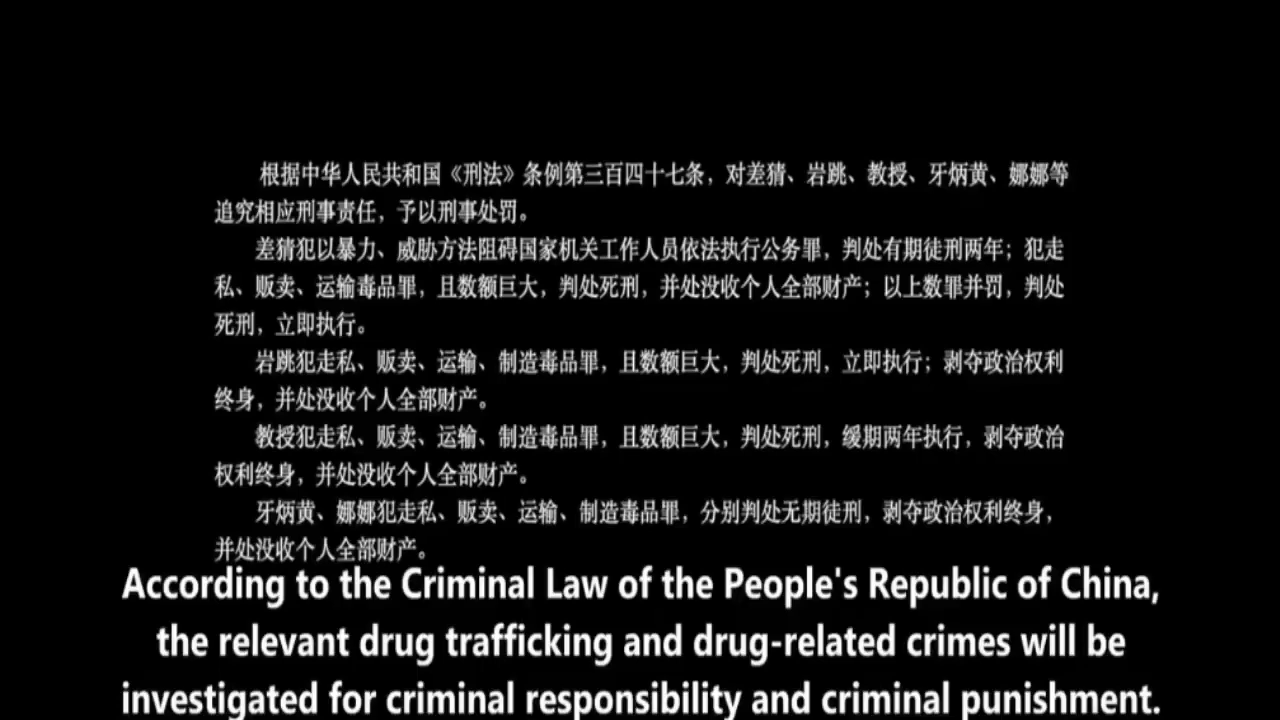 根据中华人民共和国《刑法》条例第三百四十七条，对差猜、岩跳、教授、牙炳黄、娜娜等
追究相应刑事责任，予以刑事处罚。
差猜犯以暴力、威胁方法阻碍国家机关工作人员依法执行公务罪，判处有期徒刑两年；犯走
私、贩卖、运输毒品罪，且数额巨大，判处死刑，并处没收个人全部财产；以上数罪并罚，判处
死刑，立即执行。
岩跳犯走私、贩卖、运输、制造毒品罪，且数额巨大，判处死刑，立即执行；剥夺政治权利
终身，并处没收个人全部财产。
教授犯走私、贩卖、运输、制造毒品罪，且数额巨大，判处死刑，缓期两年执行，剥夺政治
权利终身，并处没收个人全部财产。
牙炳黄、娜娜犯走私、贩卖、运输、制造毒品罪，分别判处无期徒刑，剥夺政治权利终身，
并处没收个人全部财产。
According to the Criminal Law of the People's Republic of China,
the relevant drug trafficking and drug-related crimes will be
investigated for criminal responsibility and criminal punishment.